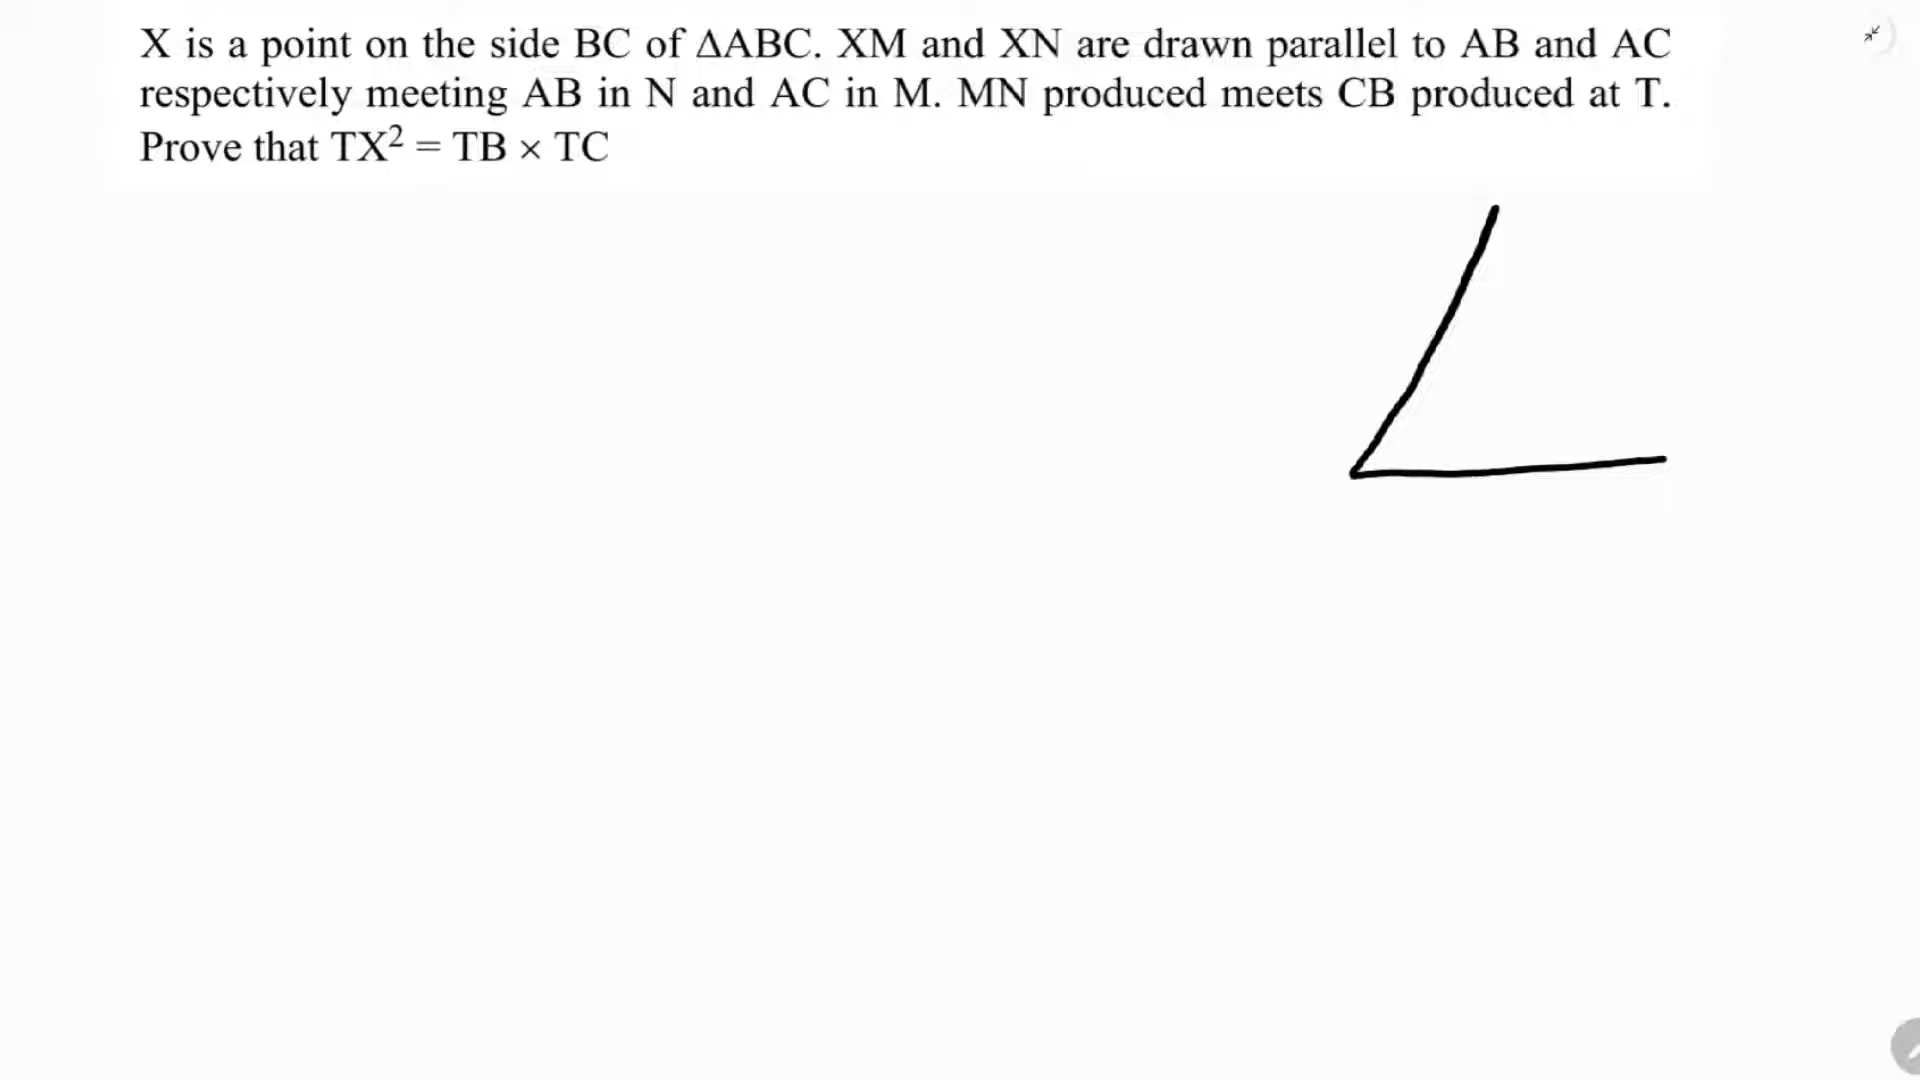 X is a point on the side BC of ΔABC. XM and XN are drawn parallel to AB and AC
respectively meeting AB in N and AC in M. MN produced meets CB produced at T.
Prove that TX² = TB × TC